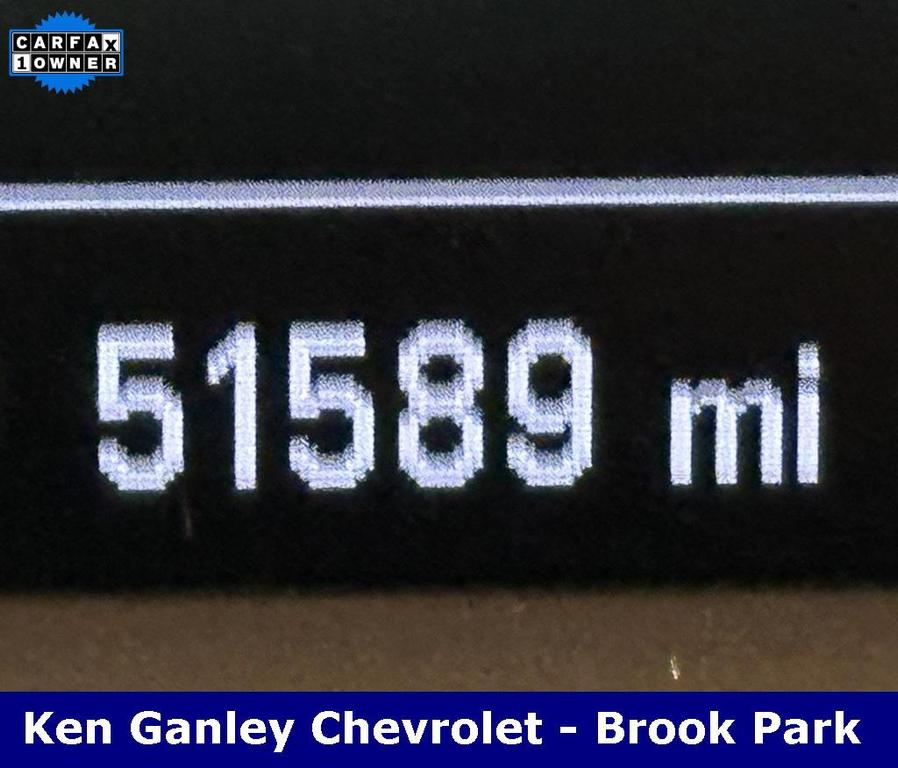 CARFAX
1OWNER
51589 mi
Ken Ganley Chevrolet - Brook Park